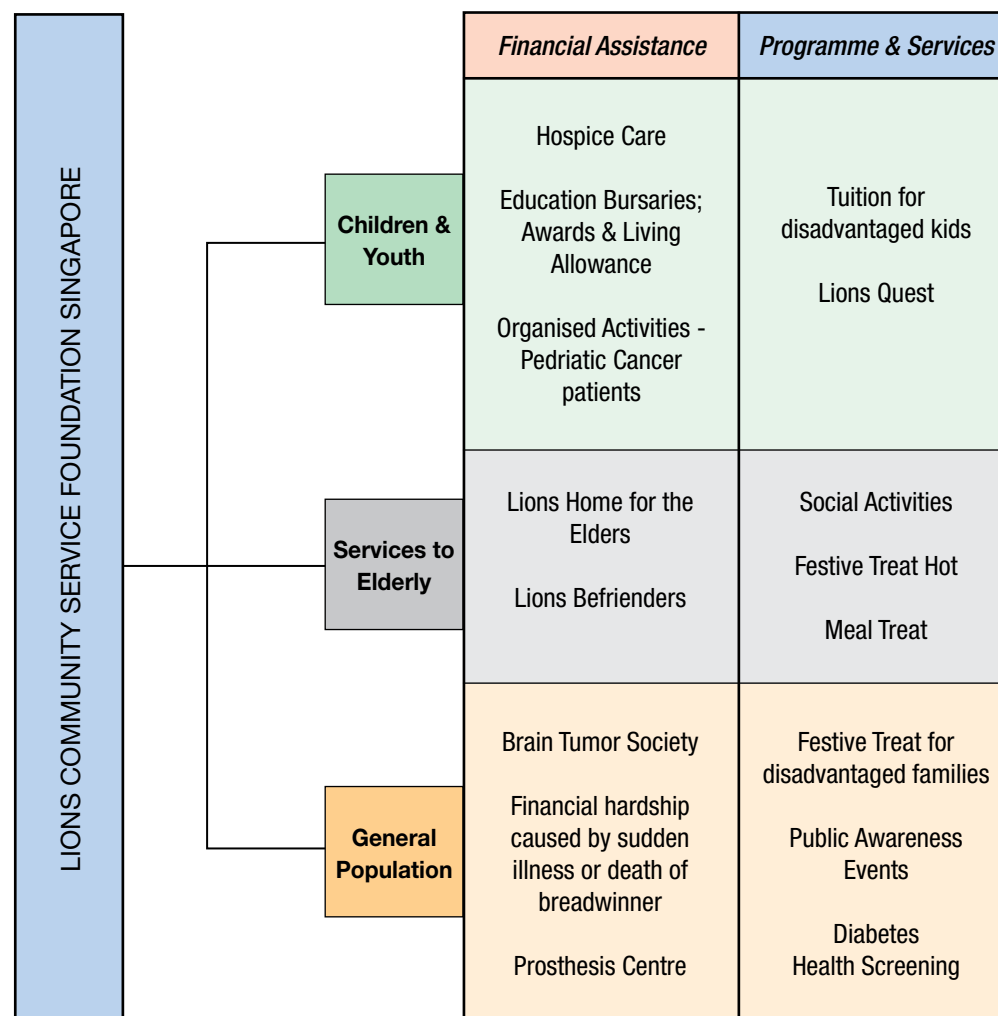 LIONS COMMUNITY SERVICE FOUNDATION SINGAPORE
Financial Assistance
Programme & Services
Children &
Youth
Hospice Care
Education Bursaries;
Awards & Living
Allowance
Organised Activities -
Pedriatic Cancer
patients
Tuition for
disadvantaged kids
Lions Quest
Services to
Elderly
Lions Home for the
Elders
Lions Befrienders
Social Activities
Festive Treat Hot
Meal Treat
General
Population
Brain Tumor Society
Financial hardship
caused by sudden
illness or death of
breadwinner
Prosthesis Centre
Festive Treat for
disadvantaged families
Public Awareness
Events
Diabetes
Health Screening